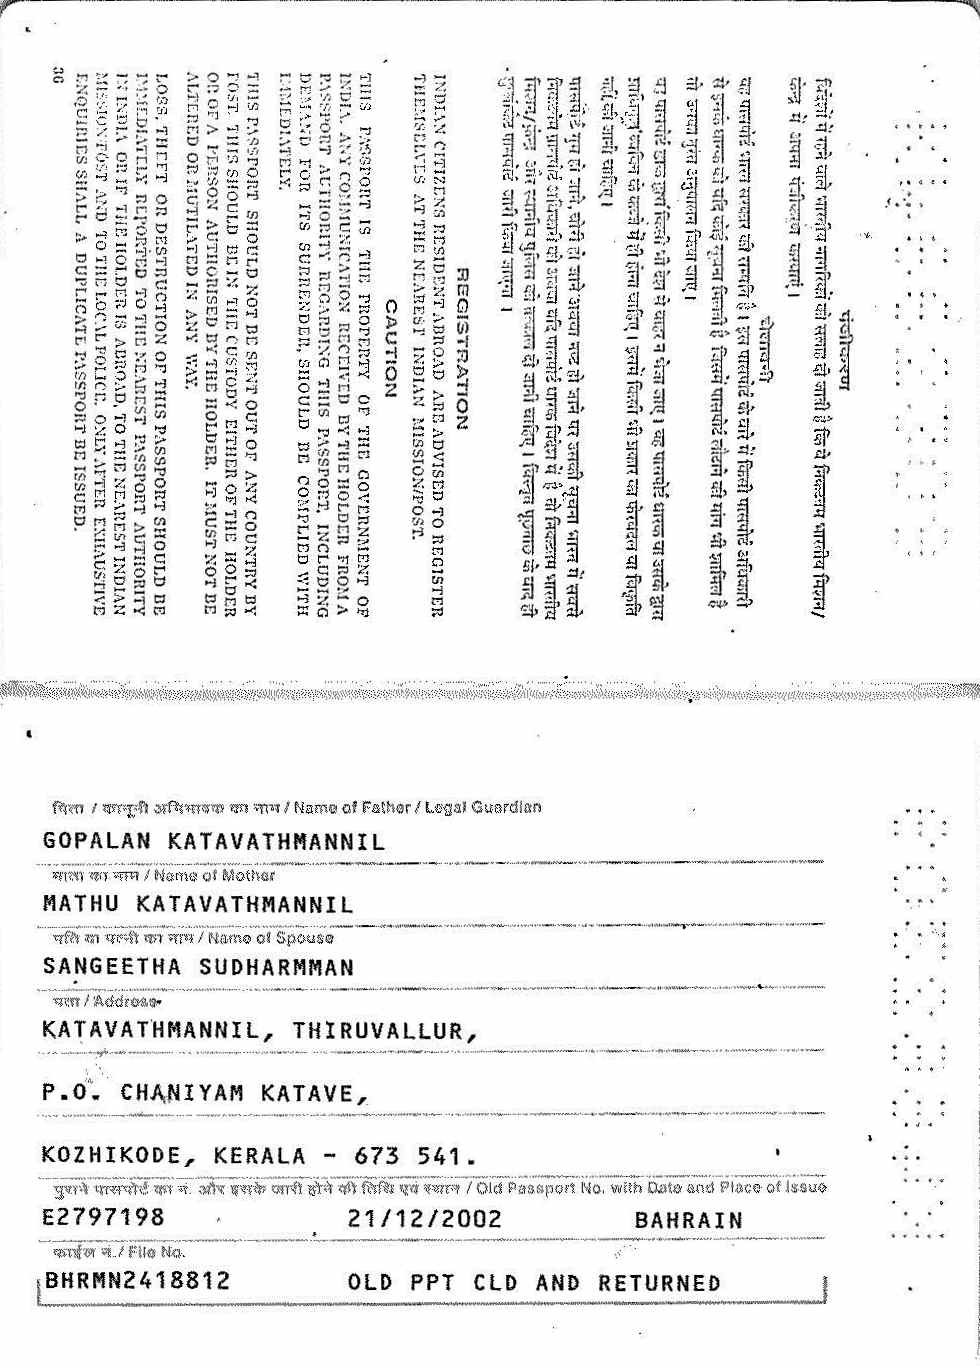 पंजीकरण
विदेशों में रहने वाले भारतीय नागरिकों को सलाह दी जाती है कि वे निकटतम भारतीय मिशन/
केन्द्र में अपना पंजीकरण करवाएं।
चेतावनी
यह पासपोर्ट भारत सरकार की सम्पत्ति है। इस पासपोर्ट के बारे में किसी पासपोर्ट अधिकारी
से इसके धारक को यदि कोई सूचना मिलती है जिसमें पासपोर्ट लौटाने की मांग भी शामिल है
तो उसका तुरंत अनुपालन किया जाए।
यह पासपोर्ट डाक द्वारा किसी भी देश से बाहर न भेजा जाए। यह पासपोर्ट धारक या उसके द्वारा
प्राधिकृत व्यक्ति के कब्जे में ही होना चाहिए। इसमें किसी भी प्रकार का फेरबदल या विकृति
नहीं की जानी चाहिए।
पासपोर्ट गुम हो जाने, चोरी हो जाने अथवा नष्ट हो जाने पर उसकी सूचना भारत में सबसे
निकटतम पासपोर्ट अधिकारी को अथवा यदि पासपोर्ट धारक विदेश में है तो निकटतम भारतीय
मिशन/केन्द्र और स्थानीय पुलिस को तत्काल दी जानी चाहिए। विस्तृत पूछताछ के बाद ही
डुप्लीकेट पासपोर्ट जारी किया जाएगा।
REGISTRATION
INDIAN CITIZENS RESIDENT ABROAD ARE ADVISED TO REGISTER
THEMSELVES AT THE NEAREST INDIAN MISSION/POST.
CAUTION
THIS PASSPORT IS THE PROPERTY OF THE GOVERNMENT OF
INDIA. ANY COMMUNICATION RECEIVED BY THE HOLDER FROM A
PASSPORT AUTHORITY REGARDING THIS PASSPORT, INCLUDING
DEMAND FOR ITS SURRENDER, SHOULD BE COMPLIED WITH
IMMEDIATELY.
THIS PASSPORT SHOULD NOT BE SENT OUT OF ANY COUNTRY BY
POST. THIS SHOULD BE IN THE CUSTODY EITHER OF THE HOLDER
OR OF A PERSON AUTHORISED BY THE HOLDER. IT MUST NOT BE
ALTERED OR MUTILATED IN ANY WAY.
LOSS, THEFT OR DESTRUCTION OF THIS PASSPORT SHOULD BE
IMMEDIATELY REPORTED TO THE NEAREST PASSPORT AUTHORITY
IN INDIA OR IF THE HOLDER IS ABROAD, TO THE NEAREST INDIAN
MISSION/POST AND TO THE LOCAL POLICE. ONLY AFTER EXHAUSTIVE
ENQUIRIES SHALL A DUPLICATE PASSPORT BE ISSUED.
36
पिता / कानूनी अभिभावक का नाम / Name of Father / Legal Guardian
GOPALAN KATAVATHMANNIL
माता का नाम / Name of Mother
MATHU KATAVATHMANNIL
पति या पत्नी का नाम / Name of Spouse
SANGEETHA SUDHARMMAN
पता / Address
KATAVATHMANNIL, THIRUVALLUR,
P.O. CHANIYAM KATAVE,
KOZHIKODE, KERALA - 673 541.
पुराने पासपोर्ट का नं. और इसके जारी होने की तिथि एवं स्थान / Old Passport No. with Date and Place of Issue
E2797198 21/12/2002 BAHRAIN
फाईल नं. / File No.
BHRMN2418812 OLD PPT CLD AND RETURNED